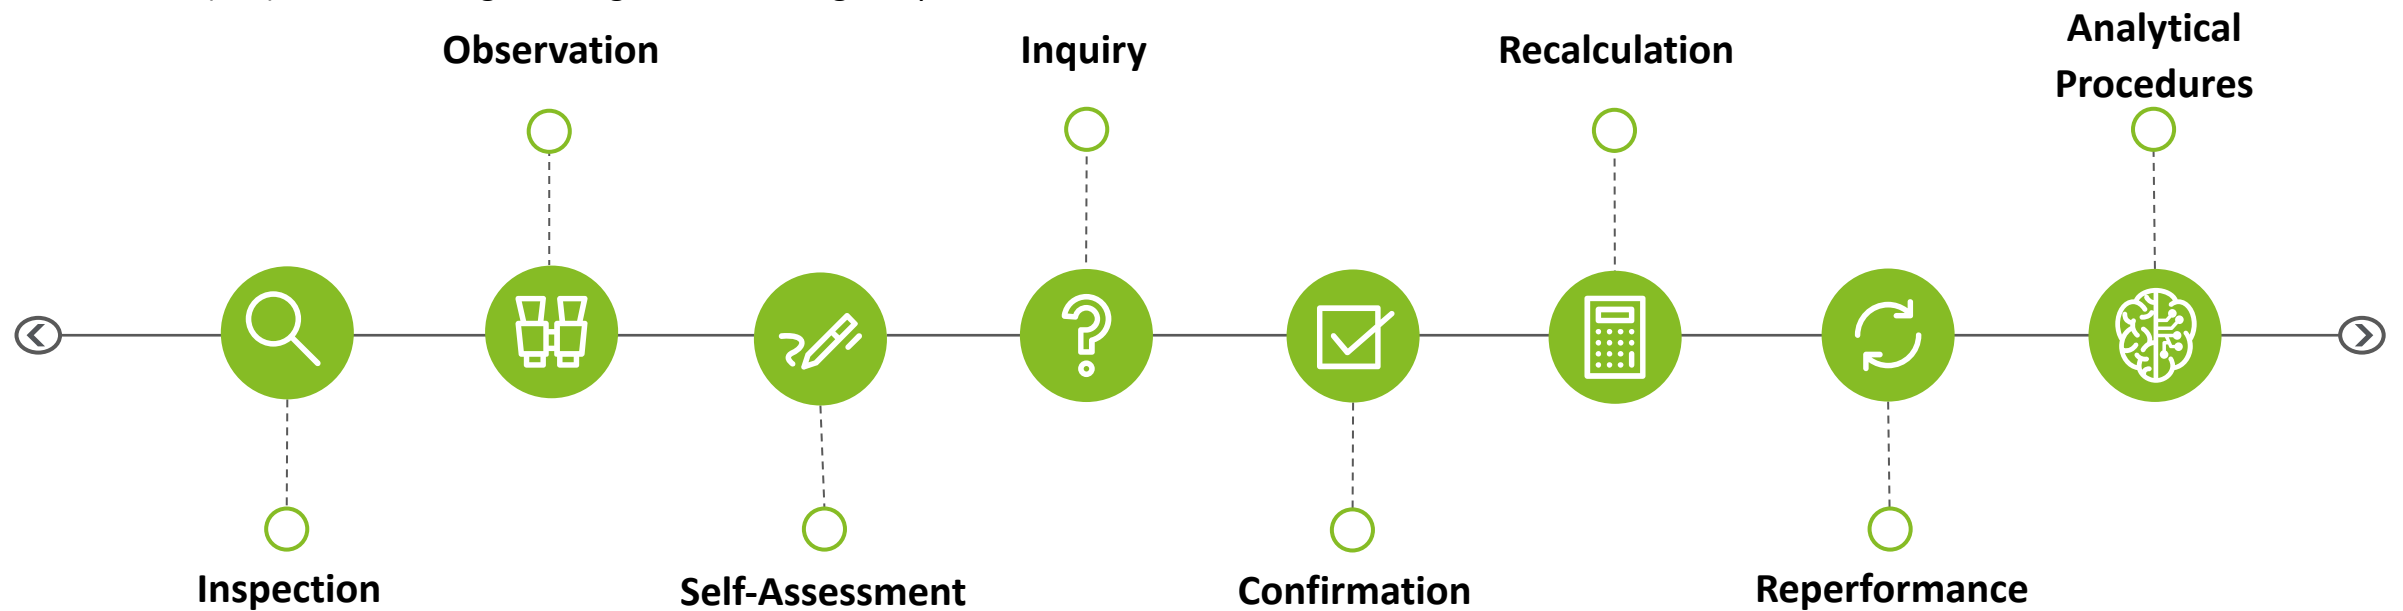 Observation
Inquiry
Recalculation
Analytical
Procedures
Inspection
Self-Assessment
Confirmation
Reperformance